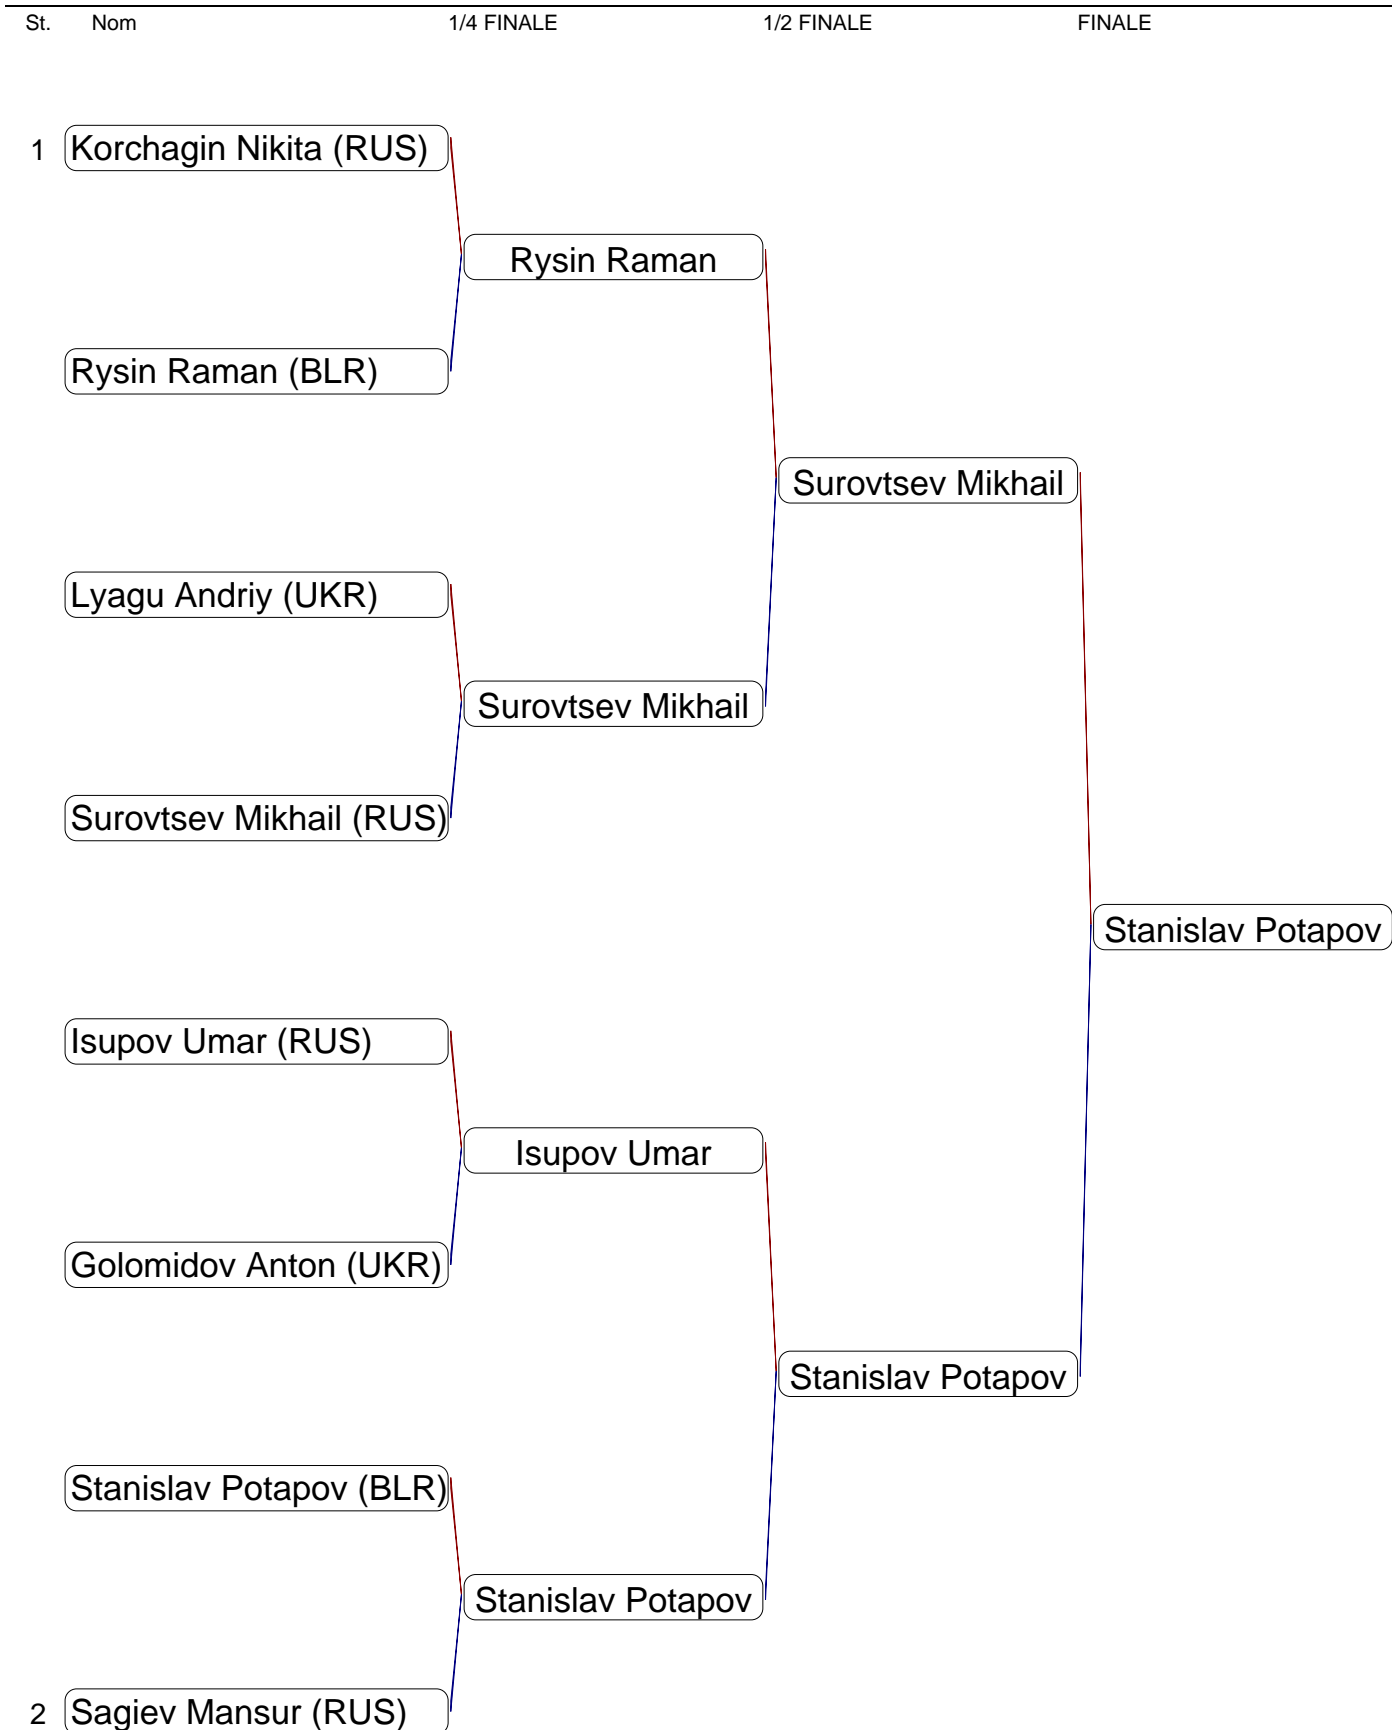 St. Nom 1/4 FINALE 1/2 FINALE FINALE
1 Korchagin Nikita (RUS)
Rysin Raman
Rysin Raman (BLR)
Surovtsev Mikhail
Lyagu Andriy (UKR)
Surovtsev Mikhail
Surovtsev Mikhail (RUS)
Stanislav Potapov
Isupov Umar (RUS)
Isupov Umar
Golomidov Anton (UKR)
Stanislav Potapov
Stanislav Potapov (BLR)
Stanislav Potapov
2 Sagiev Mansur (RUS)